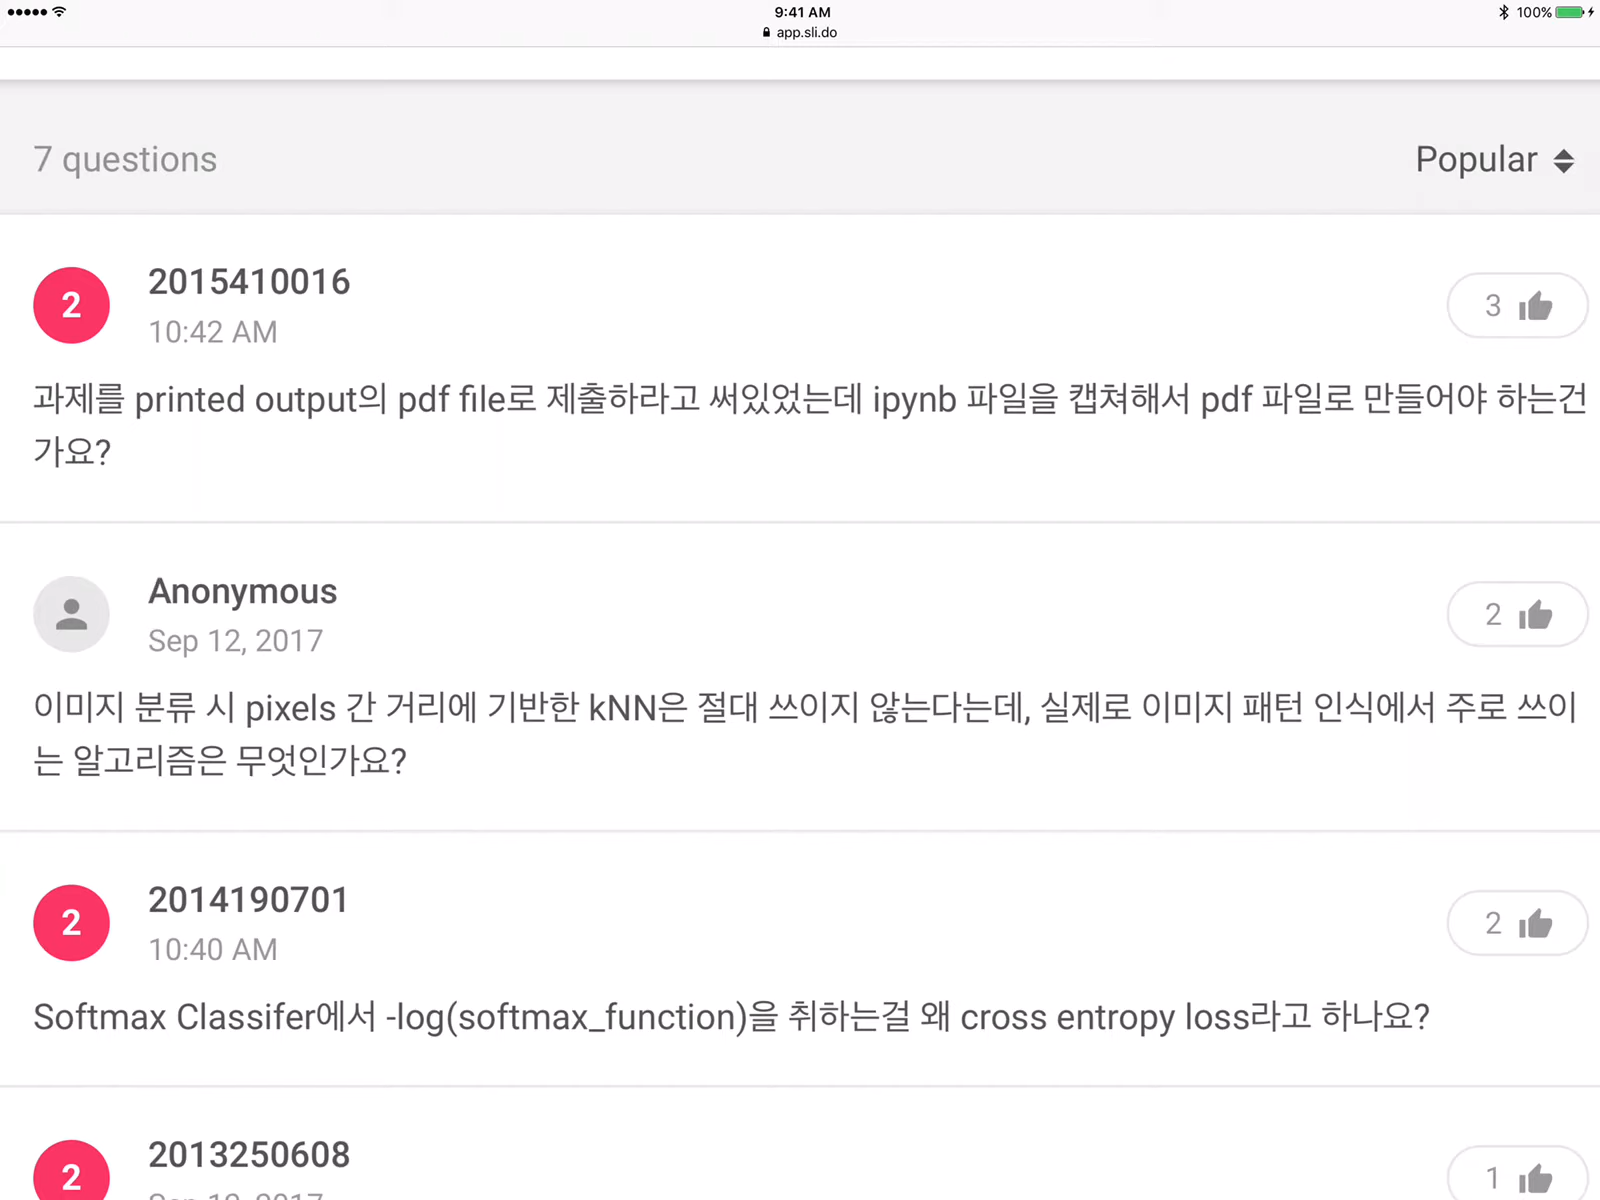 9:41 AM
100%
app.sli.do
7 questions
Popular
2
2015410016
10:42 AM
3
과제를 printed output의 pdf file로 제출하라고 써있었는데 ipynb 파일을 캡쳐해서 pdf 파일로 만들어야 하는건
가요?
Anonymous
Sep 12, 2017
2
이미지 분류 시 pixels 간 거리에 기반한 kNN은 절대 쓰이지 않는다는데, 실제로 이미지 패턴 인식에서 주로 쓰이
는 알고리즘은 무엇인가요?
2
2014190701
10:40 AM
2
Softmax Classifer에서 -log(softmax_function)을 취하는걸 왜 cross entropy loss라고 하나요?
2
2013250608
1